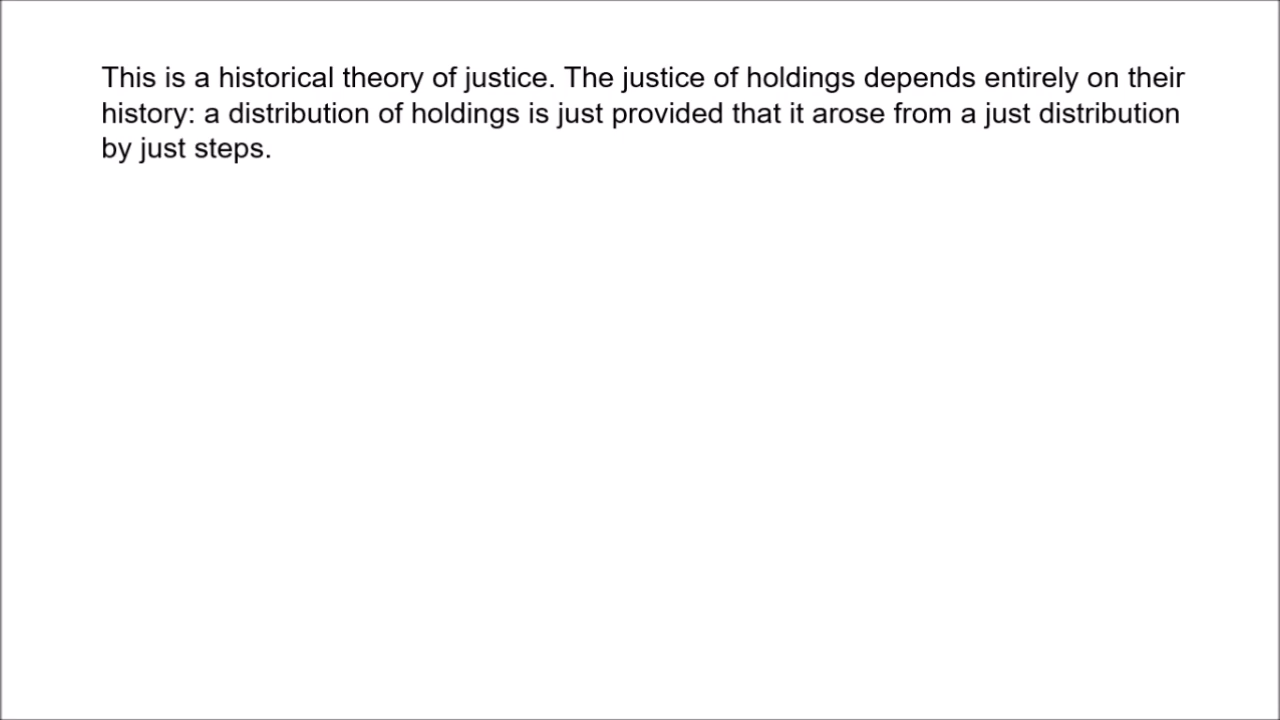 This is a historical theory of justice. The justice of holdings depends entirely on their
history: a distribution of holdings is just provided that it arose from a just distribution
by just steps.